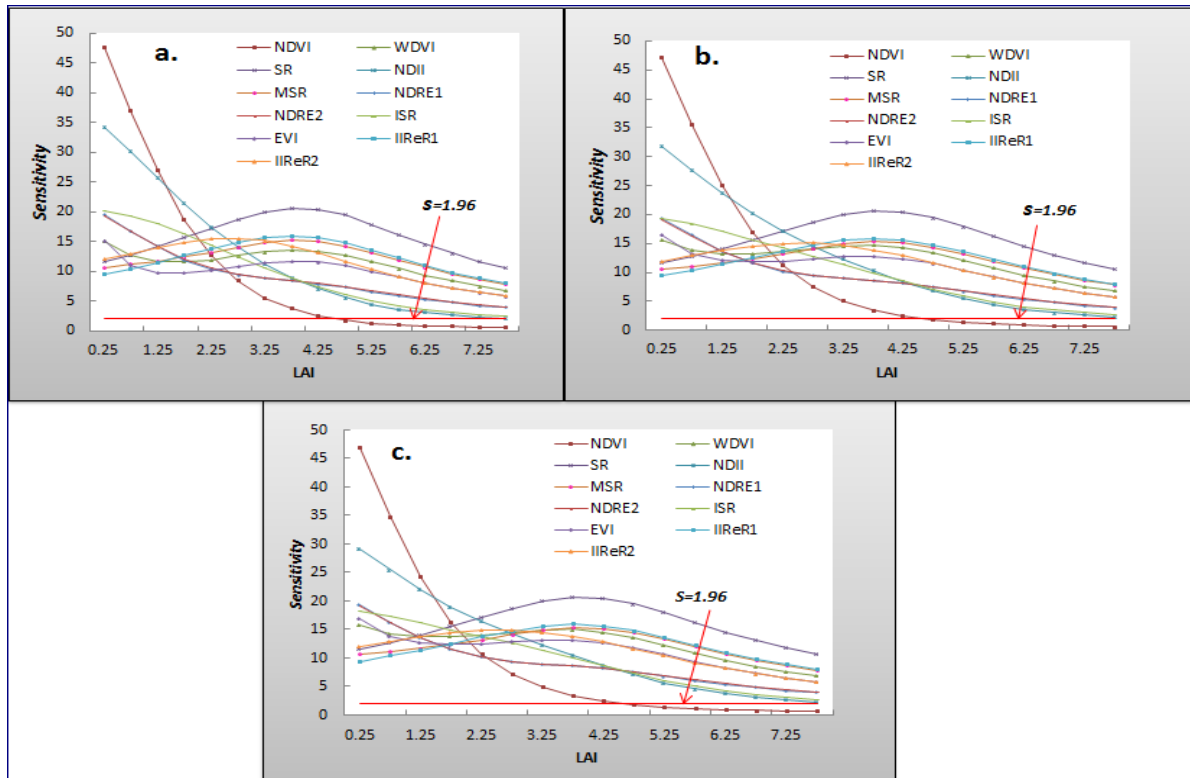 a.
50
45
40
35
30
25
20
15
10
5
0
Sensitivity
NDVI WDVI
SR NDII
MSR NDRE1
NDRE2 ISR
EVI IIReR1
IIReR2
S=1.96
0.25 1.25 2.25 3.25 4.25 5.25 6.25 7.25
LAI
b.
50
45
40
35
30
25
20
15
10
5
0
Sensitivity
NDVI WDVI
SR NDII
MSR NDRE1
NDRE2 ISR
EVI IIReR1
IIReR2
S=1.96
0.25 1.25 2.25 3.25 4.25 5.25 6.25 7.25
LAI
c.
50
45
40
35
30
25
20
15
10
5
0
Sensitivity
NDVI WDVI
SR NDII
MSR NDRE1
NDRE2 ISR
EVI IIReR1
IIReR2
S=1.96
0.25 1.25 2.25 3.25 4.25 5.25 6.25 7.25
LAI